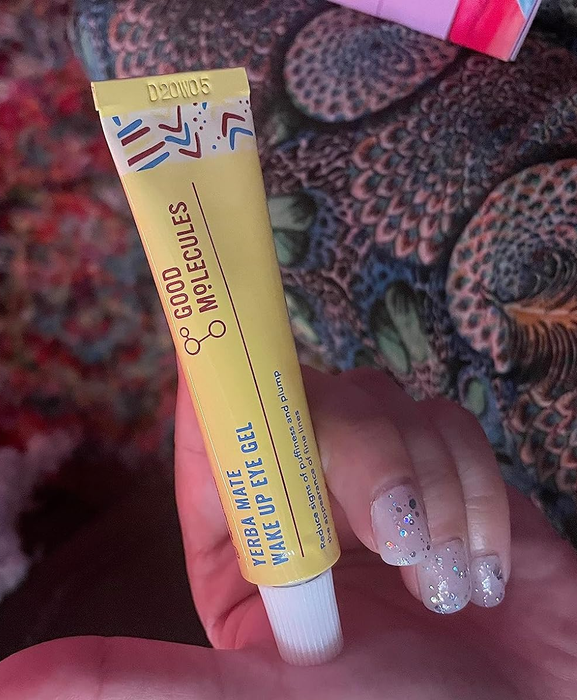 D20W05
GOOD
MOLECULES
YERBA MATE
WAKE UP EYE GEL
Reduce signs of puffiness and plump
the appearance of fine lines